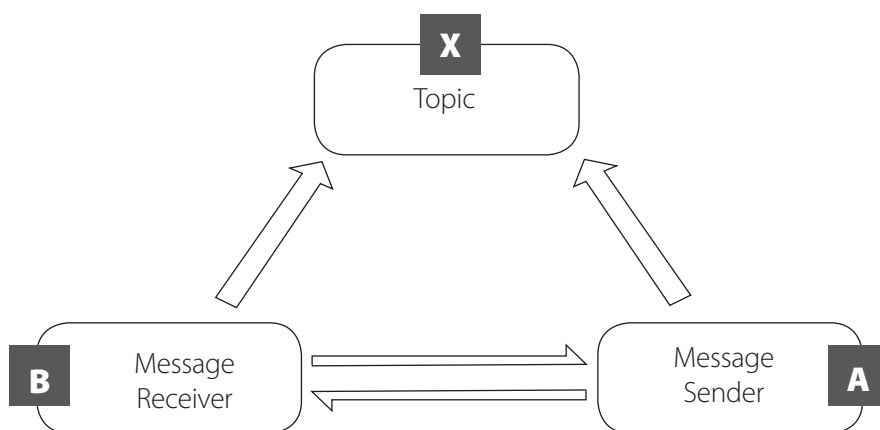 X
Topic
B
Message
Receiver
Message
Sender
A